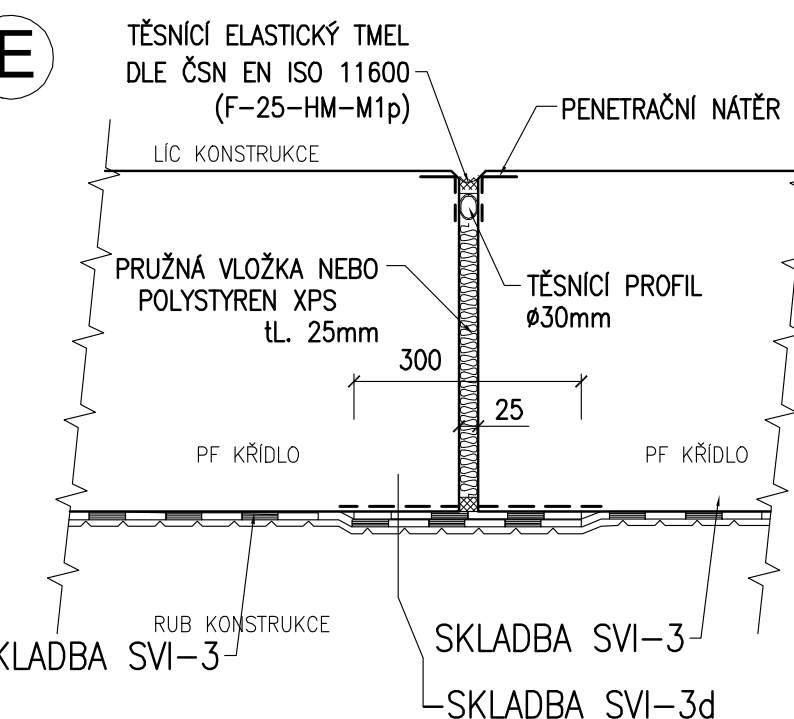 E
TĚSNÍCÍ ELASTICKÝ TMEL
DLE ČSN EN ISO 11600
(F-25-HM-M1p)
PENETRAČNÍ NÁTĚR
LÍC KONSTRUKCE
PRUŽNÁ VLOŽKA NEBO
POLYSTYREN XPS
tL. 25mm
TĚSNÍCÍ PROFIL
ø30mm
300
25
PF KŘÍDLO
PF KŘÍDLO
RUB KONSTRUKCE
KLADBA SVI-3
SKLADBA SVI-3
SKLADBA SVI-3d